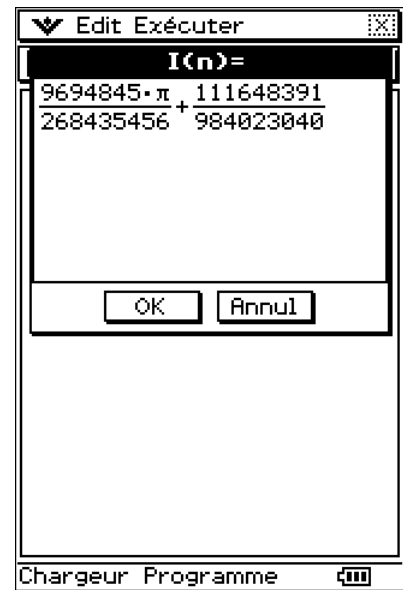 Edit Exécuter
I(n)=
9694845·π/268435456 + 111648391/984023040
OK Annul
Chargeur Programme